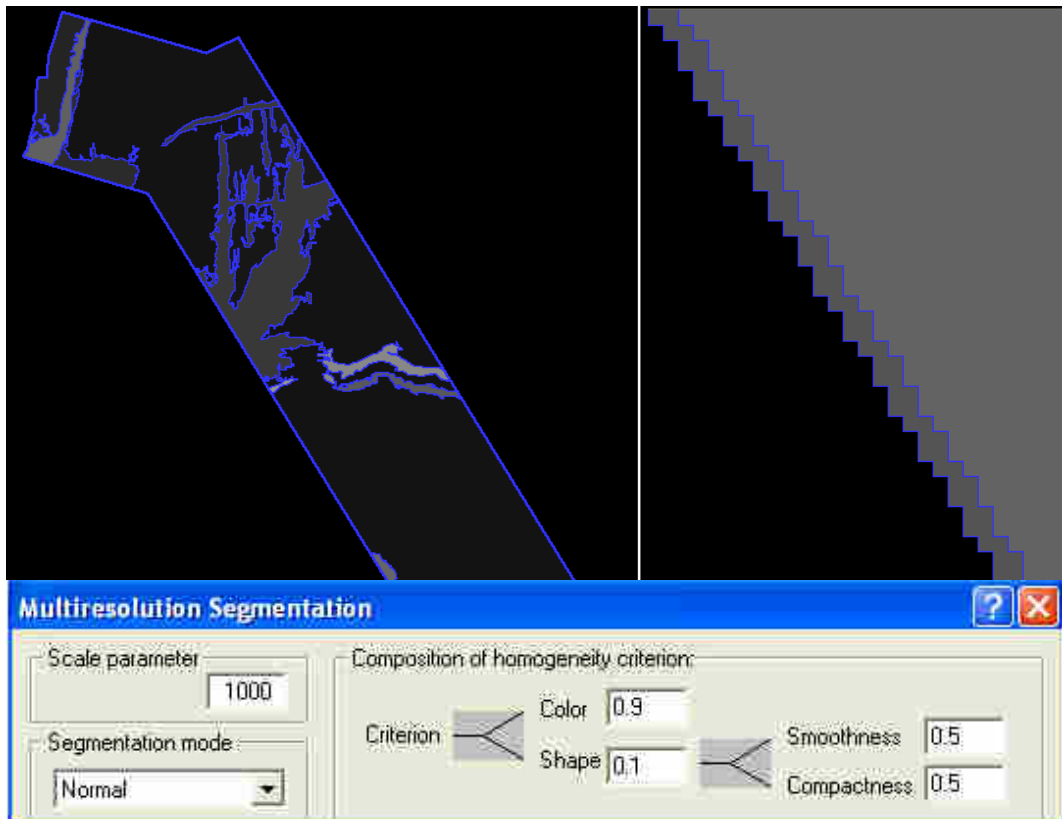 Multiresolution Segmentation
Scale parameter
1000
Segmentation mode
Normal
Composition of homogeneity criterion:
Criterion
Color 0.9
Shape 0.1
Smoothness 0.5
Compactness 0.5